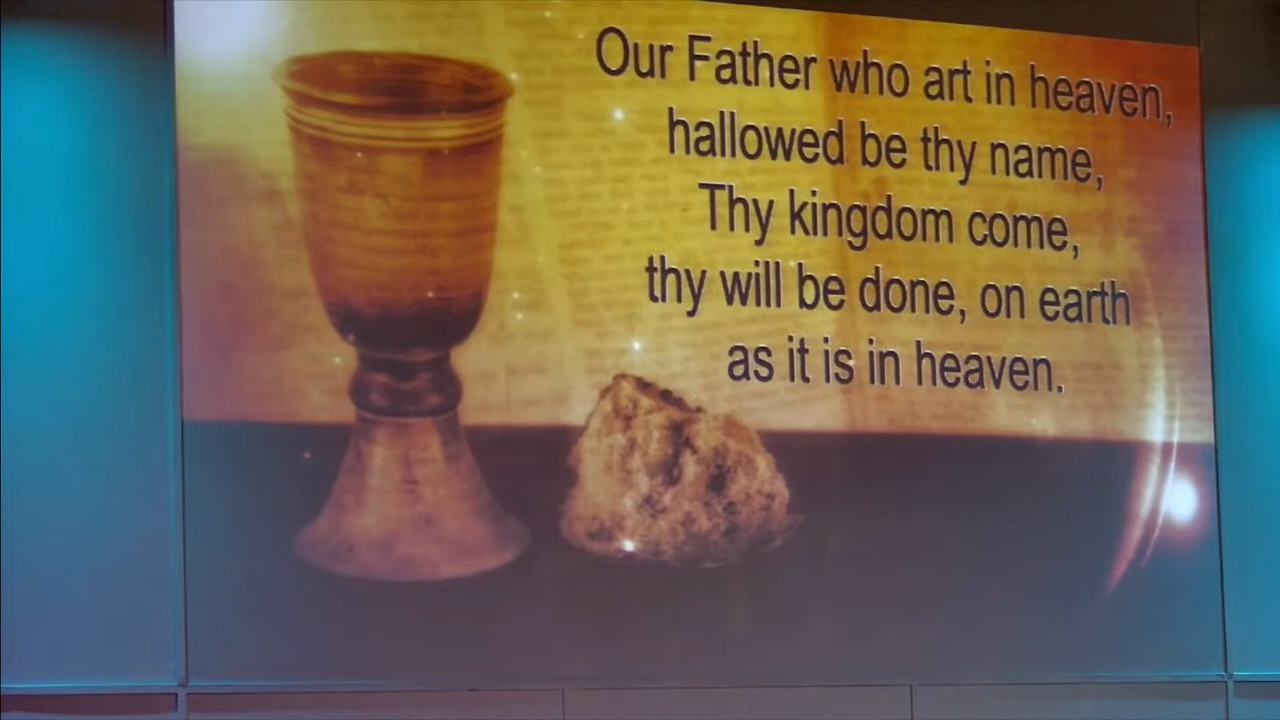 Our Father who art in heaven,
hallowed be thy name,
Thy kingdom come,
thy will be done, on earth
as it is in heaven.